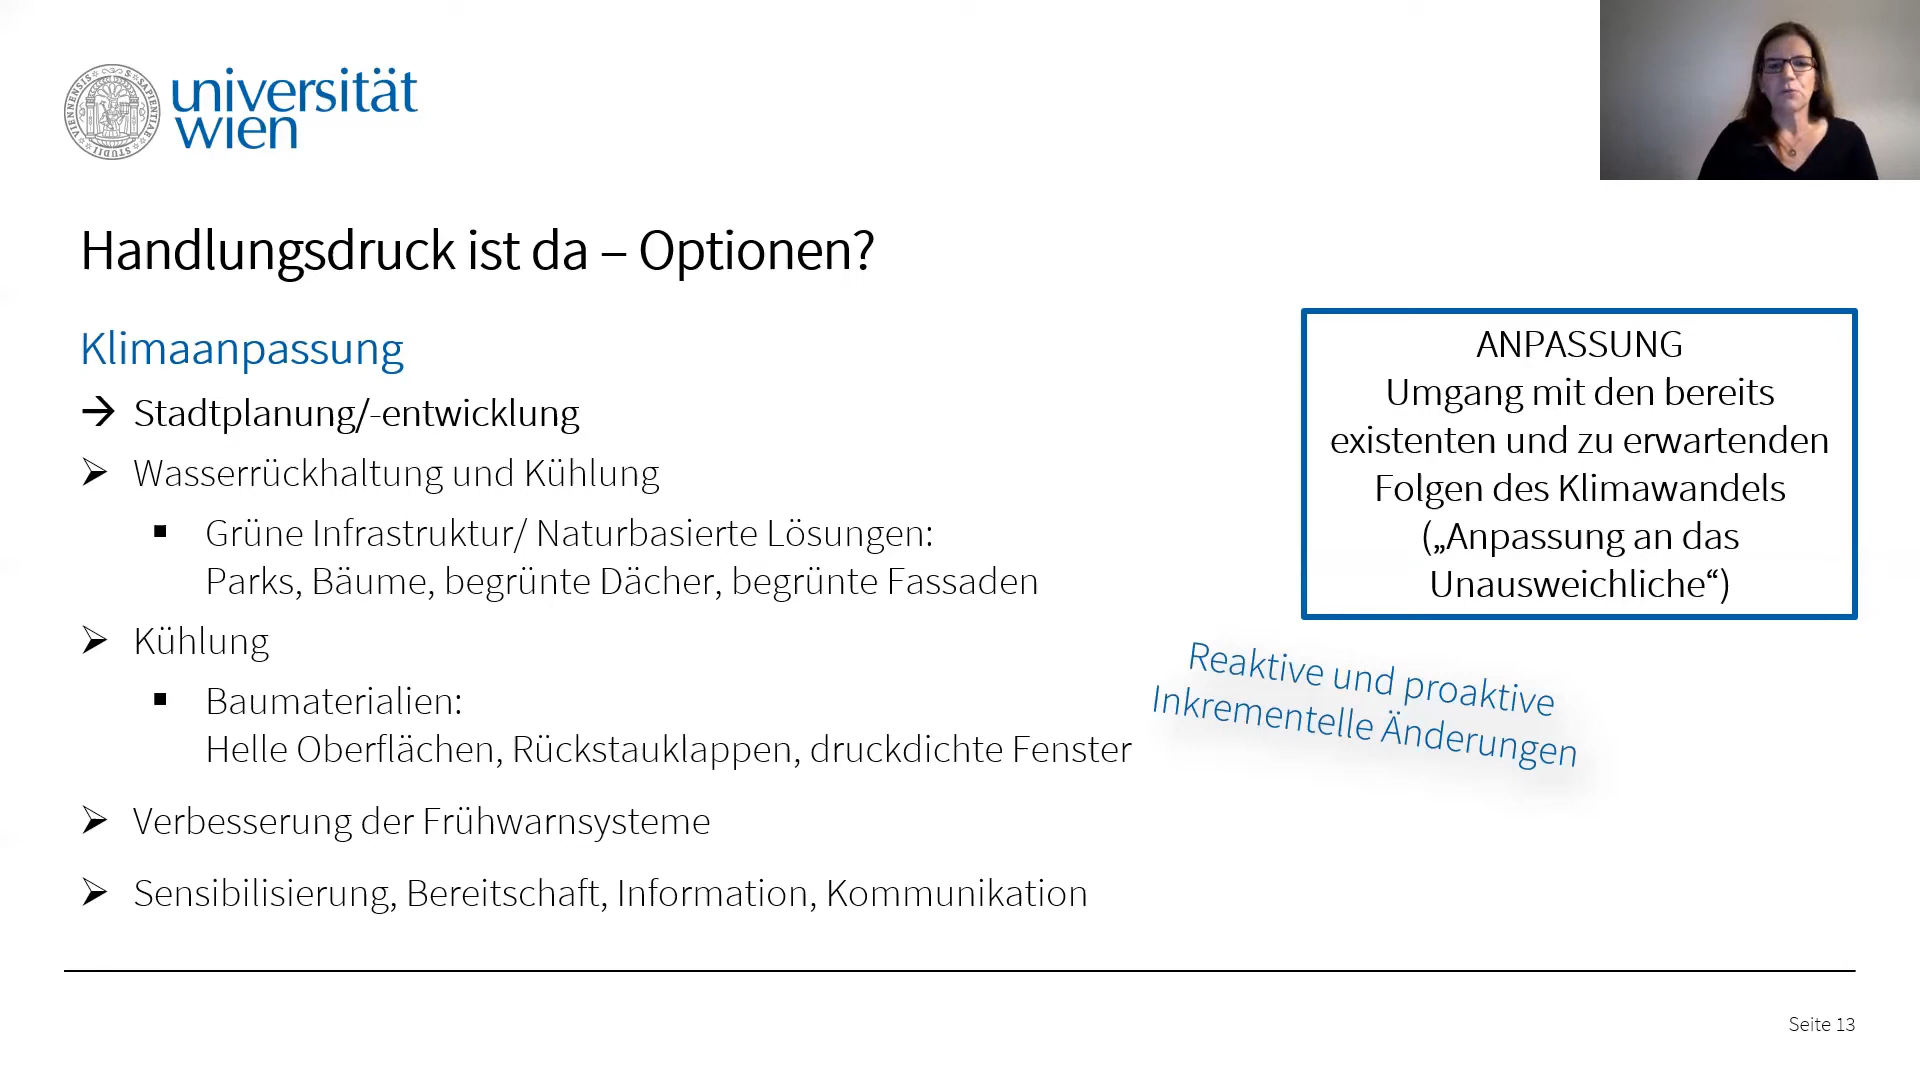 universität
wien
Handlungsdruck ist da – Optionen?
Klimaanpassung
→ Stadtplanung/-entwicklung
➢ Wasserrückhaltung und Kühlung
▪ Grüne Infrastruktur/ Naturbasierte Lösungen:
Parks, Bäume, begrünte Dächer, begrünte Fassaden
➢ Kühlung
▪ Baumaterialien:
Helle Oberflächen, Rückstauklappen, druckdichte Fenster
➢ Verbesserung der Frühwarnsysteme
➢ Sensibilisierung, Bereitschaft, Information, Kommunikation
ANPASSUNG
Umgang mit den bereits
existenten und zu erwartenden
Folgen des Klimawandels
(„Anpassung an das
Unausweichliche“)
Reaktive und proaktive
Inkrementelle Änderungen
Seite 13